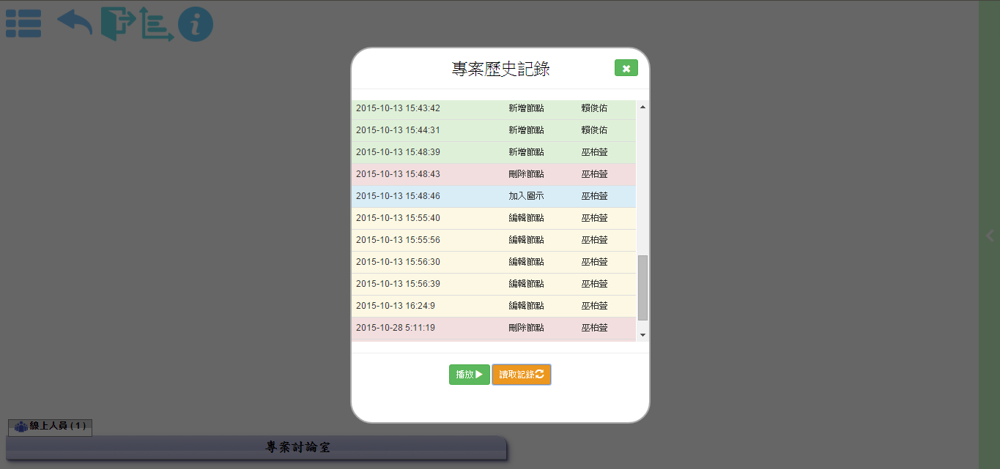 專案歷史記錄
2015-10-13 15:43:42 新增節點 賴俊佑
2015-10-13 15:44:31 新增節點 賴俊佑
2015-10-13 15:48:39 新增節點 巫柏萱
2015-10-13 15:48:43 刪除節點 巫柏萱
2015-10-13 15:48:46 加入圖示 巫柏萱
2015-10-13 15:55:40 編輯節點 巫柏萱
2015-10-13 15:55:56 編輯節點 巫柏萱
2015-10-13 15:56:30 編輯節點 巫柏萱
2015-10-13 15:56:39 編輯節點 巫柏萱
2015-10-13 16:24:9 編輯節點 巫柏萱
2015-10-28 5:11:19 刪除節點 巫柏萱
播放 讀取記錄
線上人員 ( 1 )
專案討論室